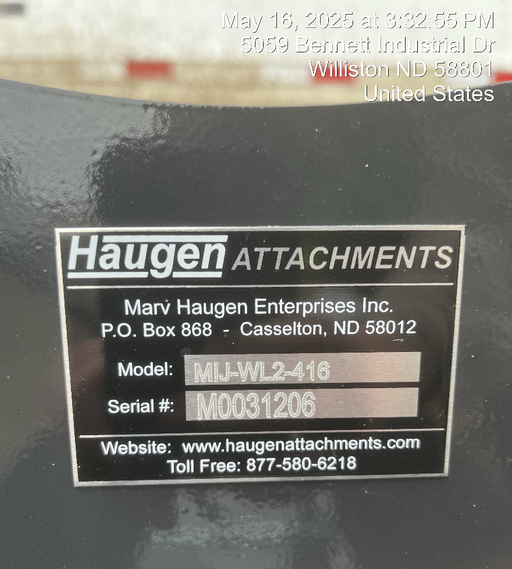 May 16, 2025 at 3:32:55 PM
5059 Bennett Industrial Dr
Williston ND 58801
United States
Haugen ATTACHMENTS
Marv Haugen Enterprises Inc.
P.O. Box 868 - Casselton, ND 58012
Model: MIJ-WL2-416
Serial #: M0031206
Website: www.haugenattachments.com
Toll Free: 877-580-6218